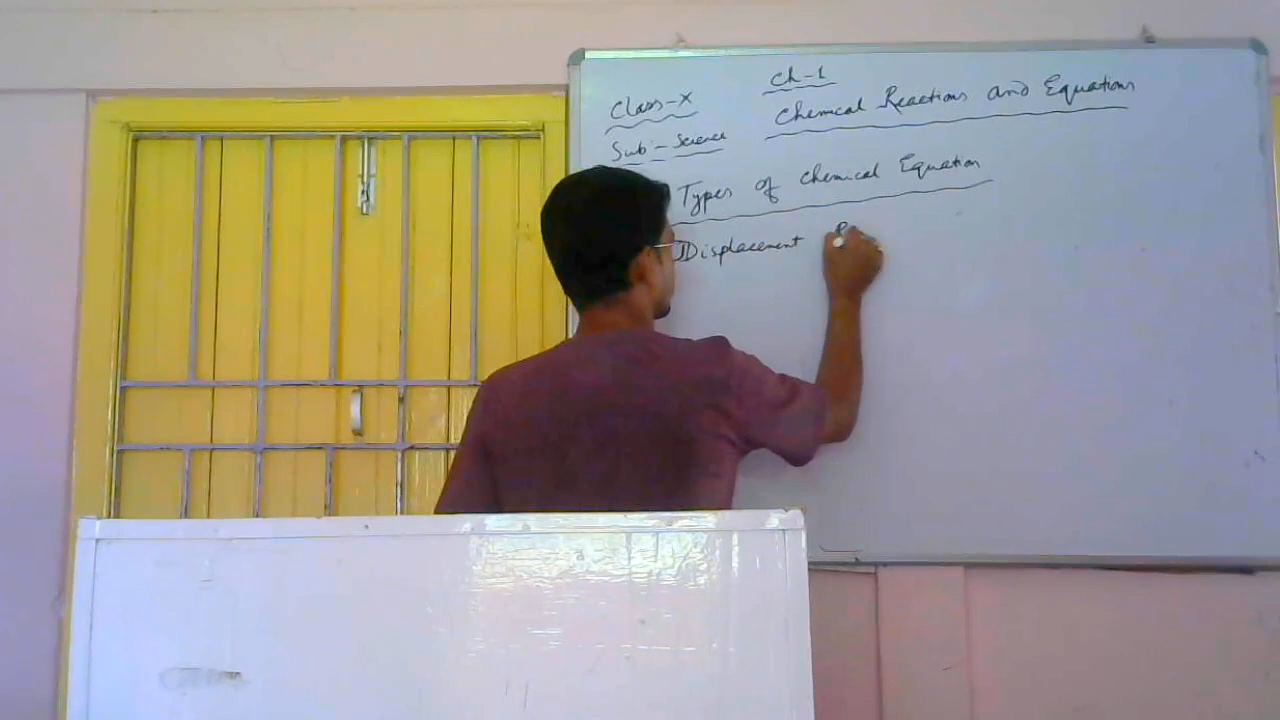 Ch-1
Class-X
Chemical Reactions and Equations
Sub:- Science
Types of Chemical Equation
Displacement R